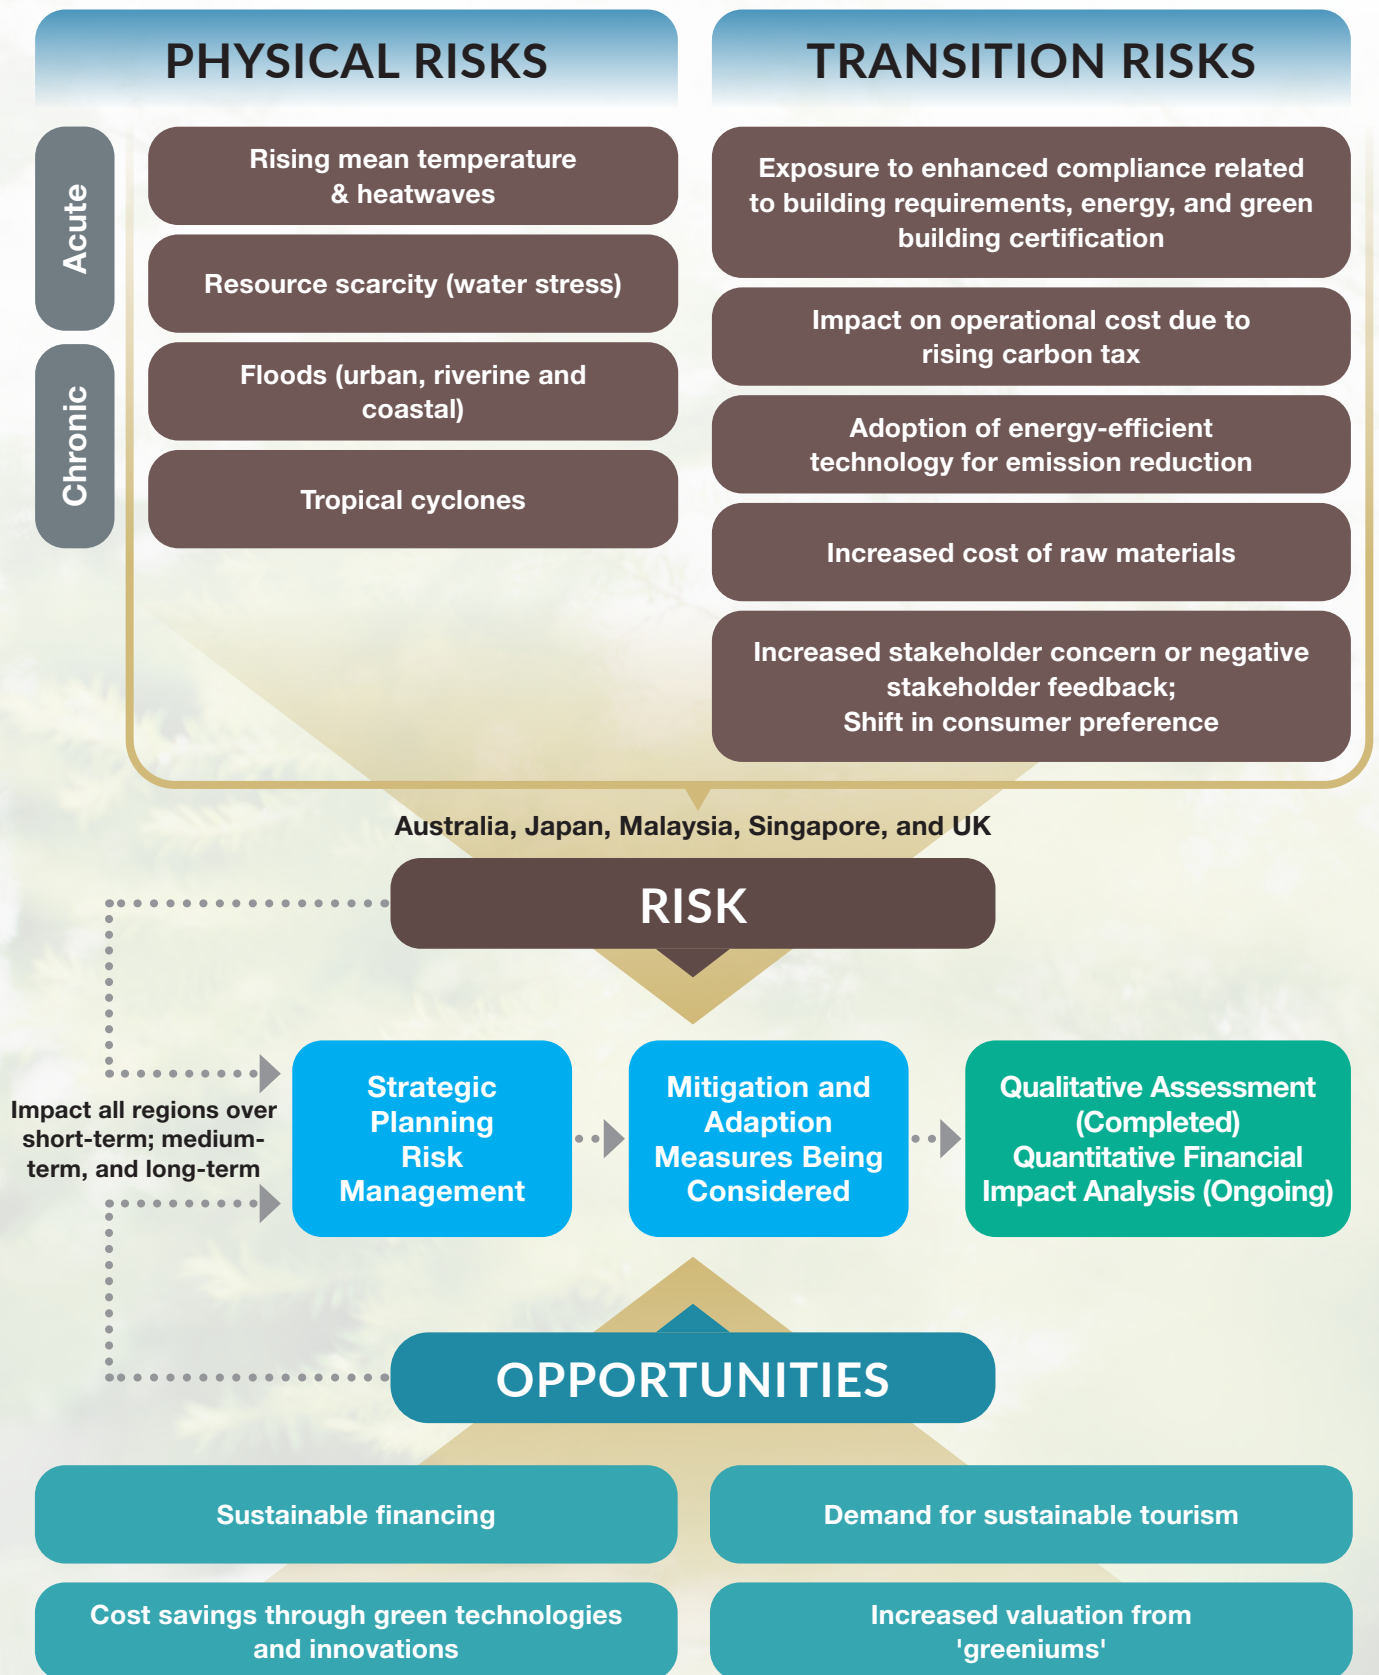 PHYSICAL RISKS
Acute
Rising mean temperature
& heatwaves
Resource scarcity (water stress)
Chronic
Floods (urban, riverine and
coastal)
Tropical cyclones
TRANSITION RISKS
Exposure to enhanced compliance related
to building requirements, energy, and green
building certification
Impact on operational cost due to
rising carbon tax
Adoption of energy-efficient
technology for emission reduction
Increased cost of raw materials
Increased stakeholder concern or negative
stakeholder feedback;
Shift in consumer preference
Australia, Japan, Malaysia, Singapore, and UK
RISK
Impact all regions over
short-term; medium-
term, and long-term
Strategic
Planning
Risk
Management
Mitigation and
Adaption
Measures Being
Considered
Qualitative Assessment
(Completed)
Quantitative Financial
Impact Analysis (Ongoing)
OPPORTUNITIES
Sustainable financing
Demand for sustainable tourism
Cost savings through green technologies
and innovations
Increased valuation from
'greeniums'